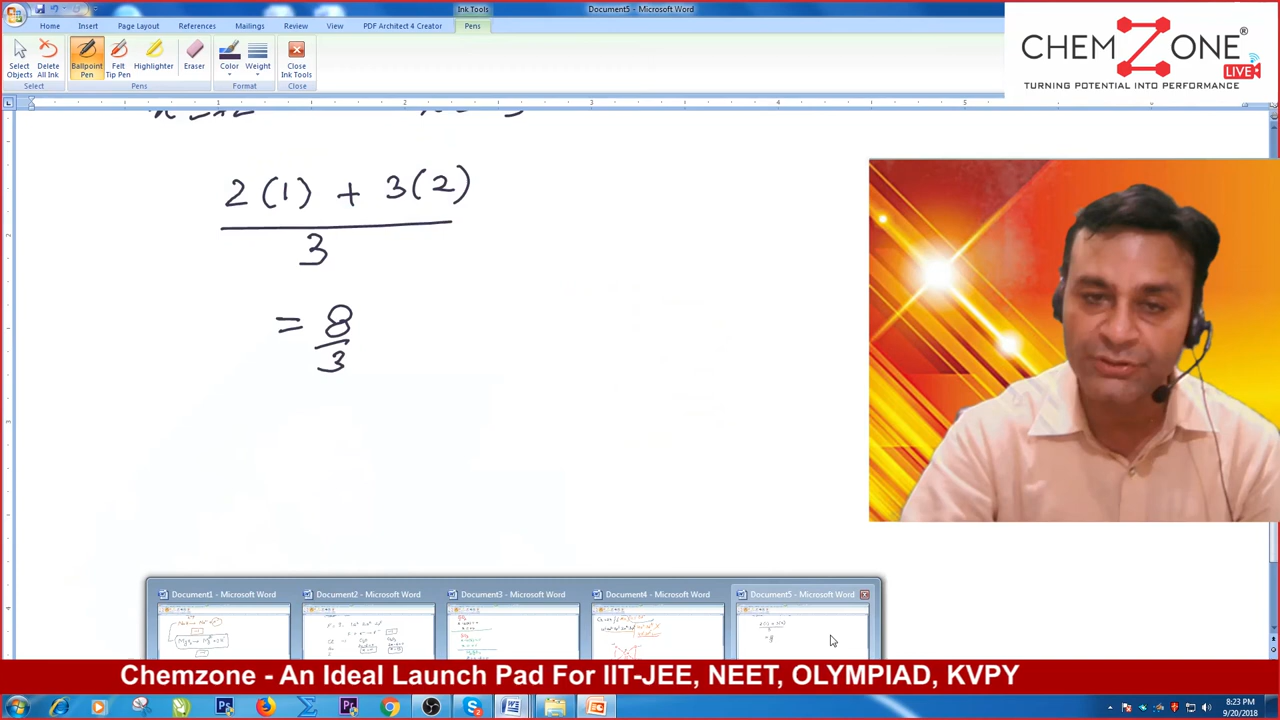 Ink Tools
Document5 - Microsoft Word
Home Insert Page Layout References Mailings Review View PDF Architect 4 Creator Pens
Select Objects
Delete All Ink
Ballpoint Pen
Felt Tip Pen
Highlighter
Eraser
Color
Weight
Close Ink Tools
Select Pens Format Close
CHEMZONE®
LIVE
TURNING POTENTIAL INTO PERFORMANCE
2(1) + 3(2)
3
= 8
3
Document1 - Microsoft Word
Document2 - Microsoft Word
Document3 - Microsoft Word
Document4 - Microsoft Word
Document5 - Microsoft Word
Chemzone - An Ideal Launch Pad For IIT-JEE, NEET, OLYMPIAD, KVPY
8:23 PM
9/20/2018